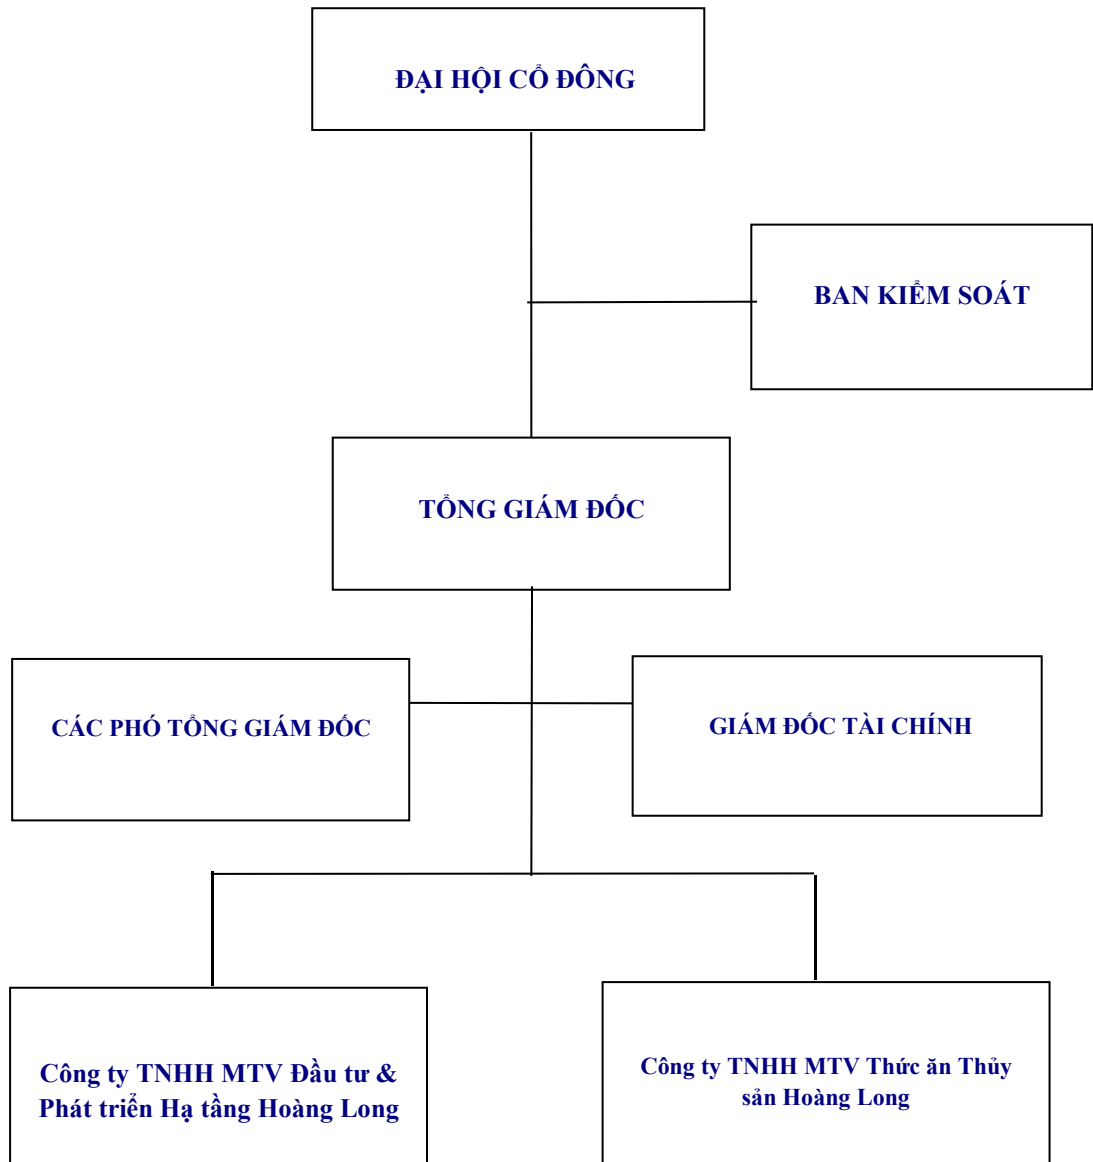 ĐẠI HỘI CỔ ĐÔNG
BAN KIỂM SOÁT
TỔNG GIÁM ĐỐC
CÁC PHÓ TỔNG GIÁM ĐỐC
GIÁM ĐỐC TÀI CHÍNH
Công ty TNHH MTV Đầu tư &
Phát triển Hạ tầng Hoàng Long
Công ty TNHH MTV Thức ăn Thủy
sản Hoàng Long